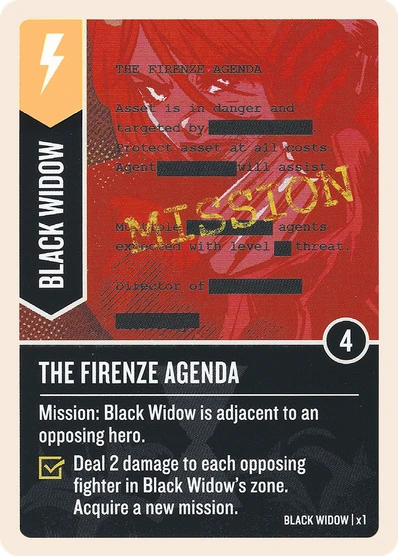 BLACK WIDOW
THE FIRENZE AGENDA
Asset is in danger and
targeted by
Protect asset at all costs
Agent will assist
MISSION
agents
expected with level threat.
Director of
4
THE FIRENZE AGENDA
Mission: Black Widow is adjacent to an
opposing hero.
Deal 2 damage to each opposing
fighter in Black Widow's zone.
Acquire a new mission.
BLACK WIDOW | x1